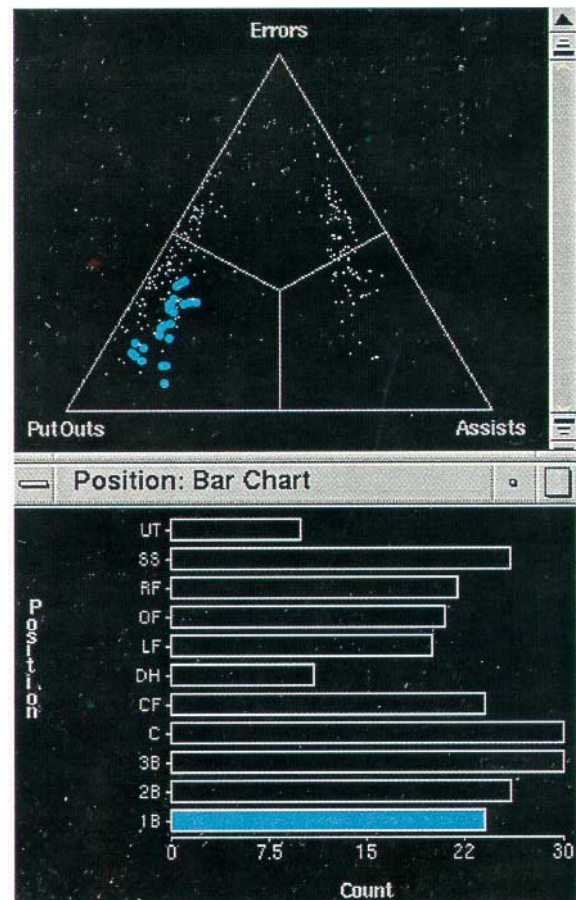 Errors
PutOuts
Assists
Position: Bar Chart
Position
UT
SS
RF
OF
LF
DH
CF
C
3B
2B
1B
0 7.5 15 22 30
Count